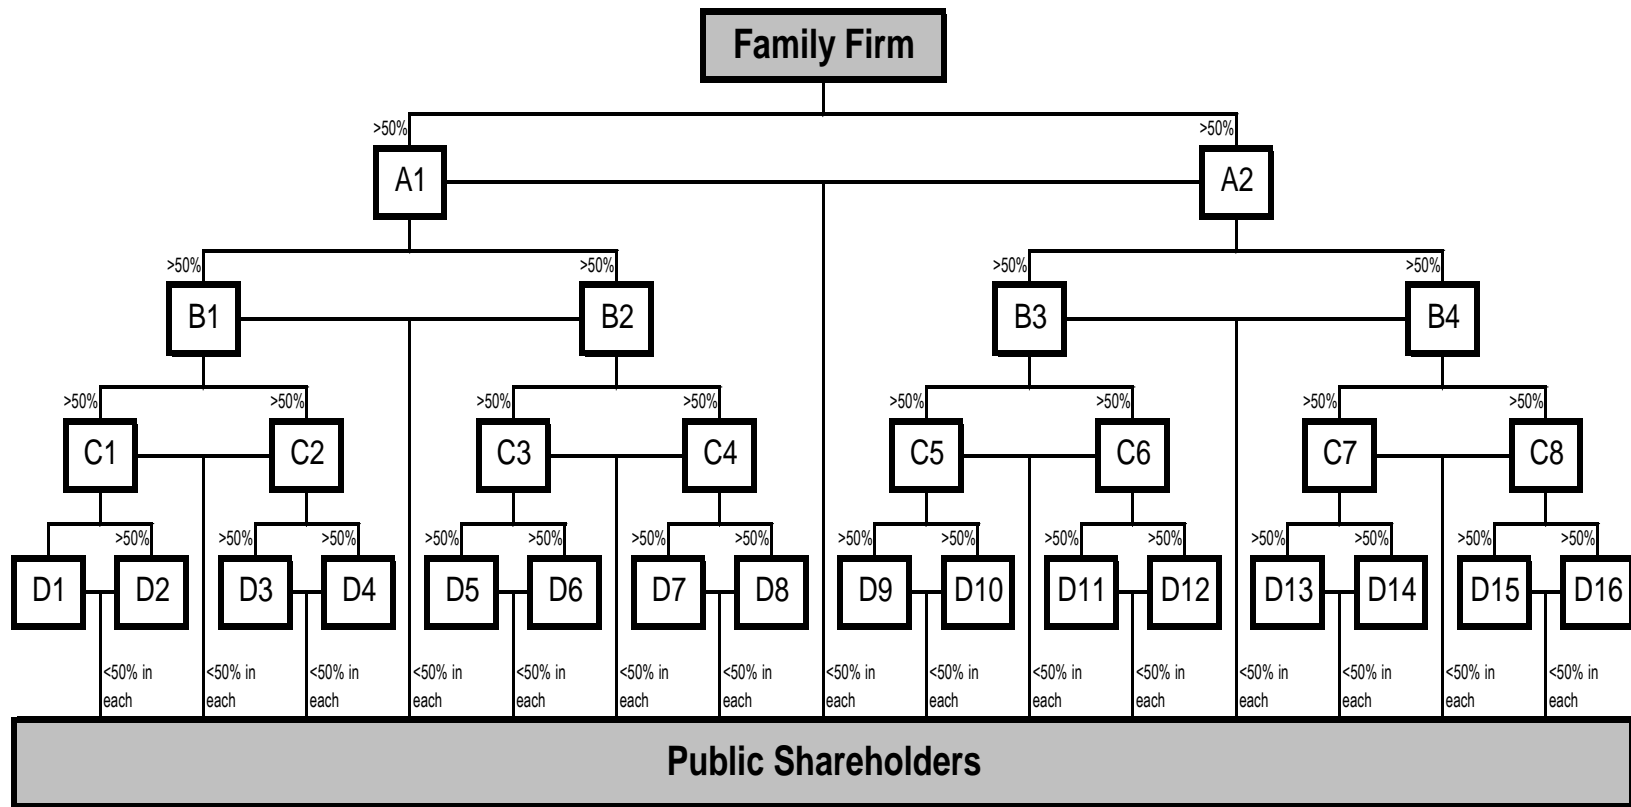 Family Firm
>50% >50%
A1 A2
>50% >50% >50% >50%
B1 B2 B3 B4
>50% >50% >50% >50% >50% >50% >50% >50%
C1 C2 C3 C4 C5 C6 C7 C8
>50% >50% >50% >50% >50% >50% >50% >50% >50% >50% >50% >50% >50% >50% >50%
D1 D2 D3 D4 D5 D6 D7 D8 D9 D10 D11 D12 D13 D14 D15 D16
<50% in <50% in <50% in <50% in <50% in <50% in <50% in <50% in <50% in <50% in <50% in <50% in <50% in <50% in <50% in
each each each each each each each each each each each each each each each
Public Shareholders